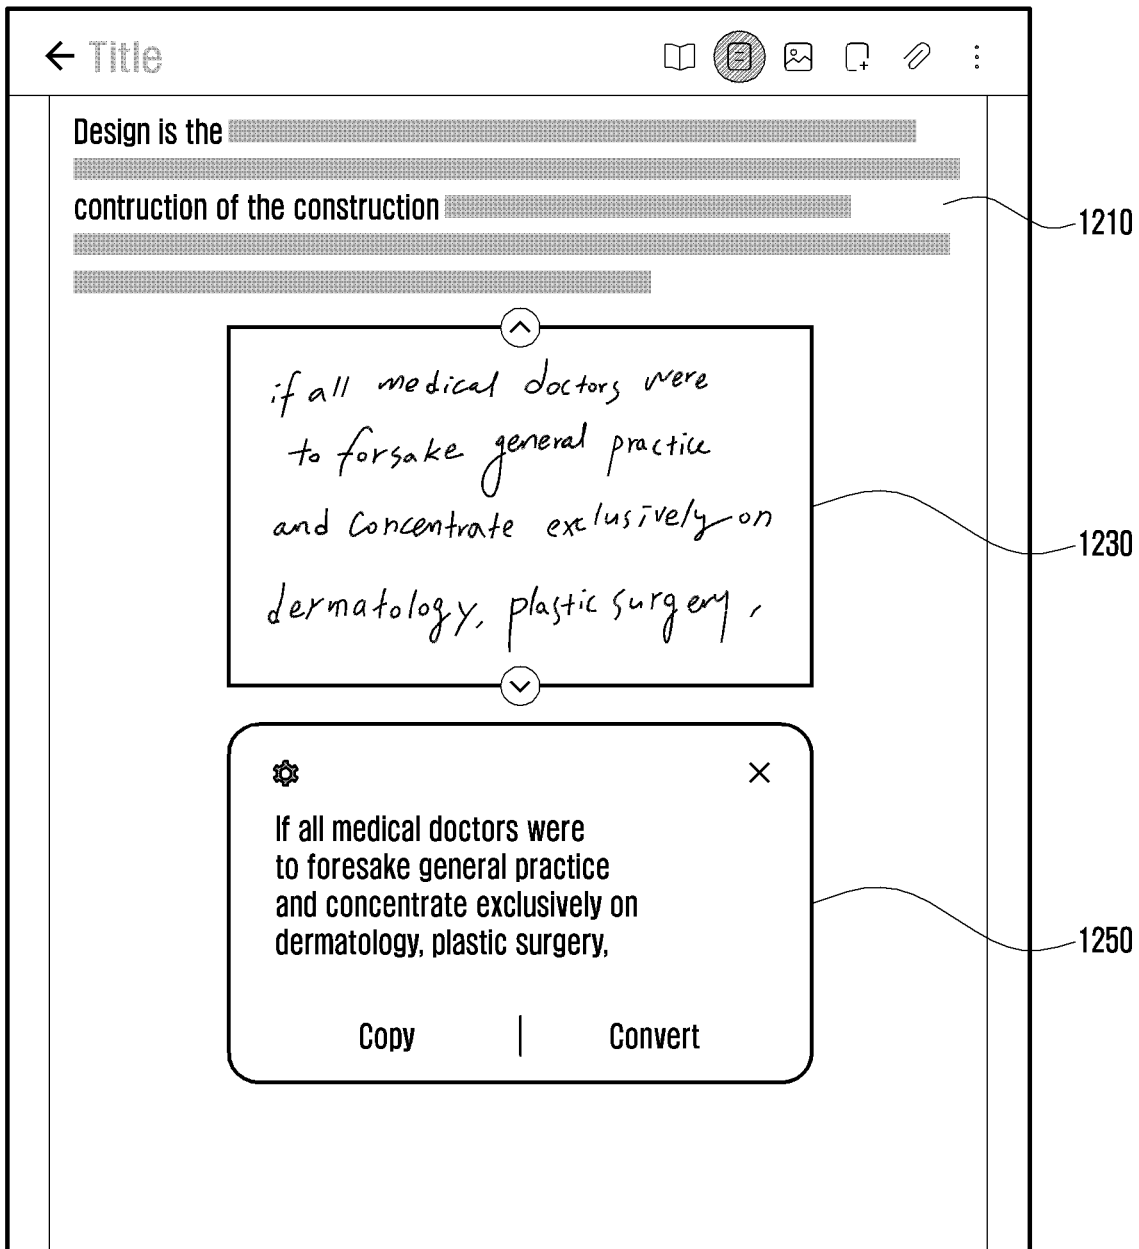 Title
Design is the
contruction of the construction
1210
if all medical doctors were
to forsake general practice
and concentrate exclusively on
dermatology, plastic surgery,
1230
If all medical doctors were
to foresake general practice
and concentrate exclusively on
dermatology, plastic surgery,
1250
Copy | Convert